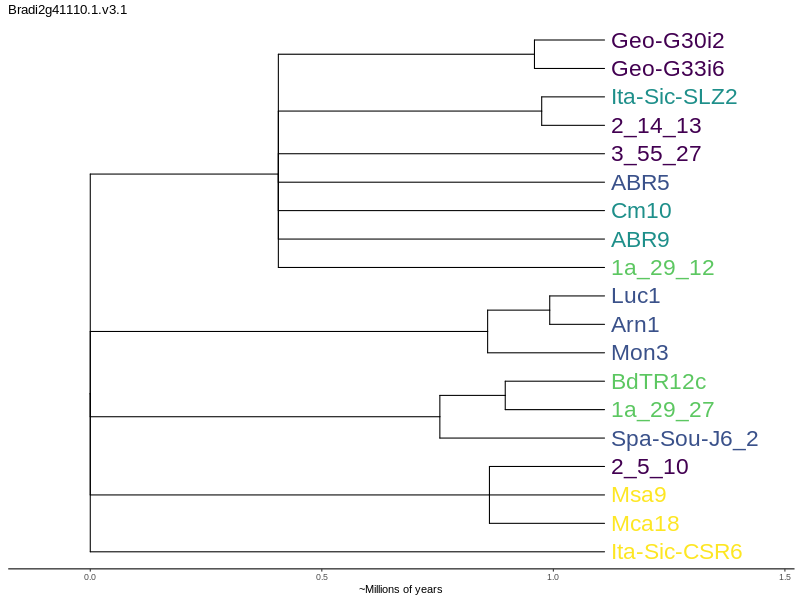 Bradi2g41110.1.v3.1
Geo-G30i2
Geo-G33i6
Ita-Sic-SLZ2
2_14_13
3_55_27
ABR5
Cm10
ABR9
1a_29_12
Luc1
Arn1
Mon3
BdTR12c
1a_29_27
Spa-Sou-J6_2
2_5_10
Msa9
Mca18
Ita-Sic-CSR6
0.0 0.5 1.0 1.5
~Millions of years